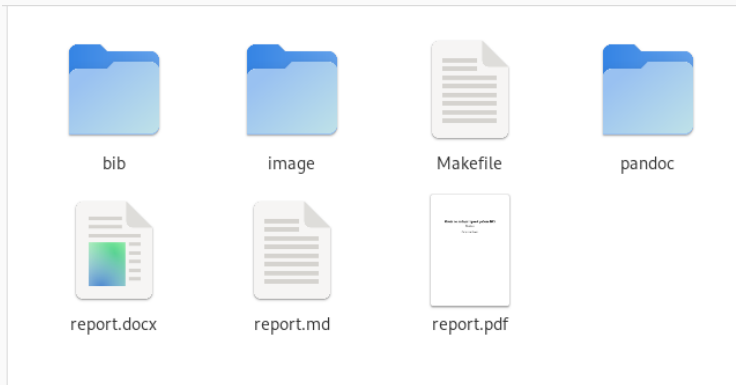 bib
image
Makefile
pandoc
report.docx
report.md
report.pdf